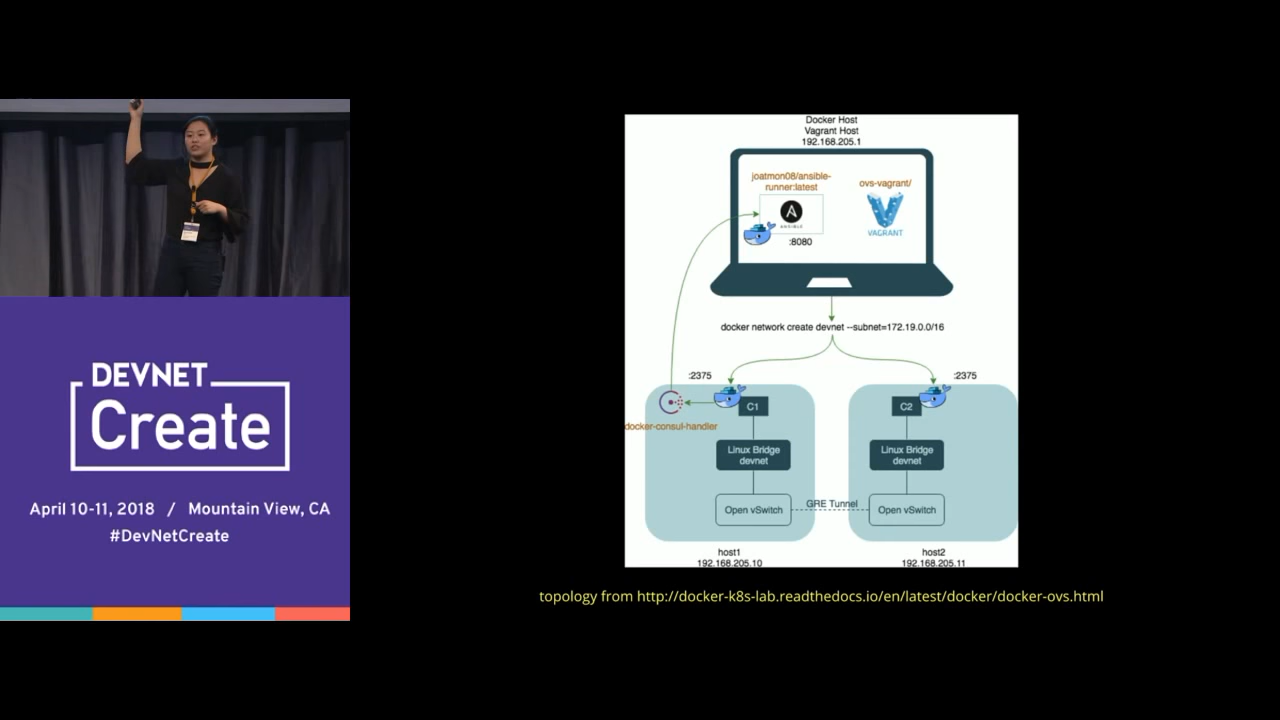 DEVNET
Create
April 10-11, 2018 / Mountain View, CA
#DevNetCreate
Docker Host
Vagrant Host
192.168.205.1
joatmon08/ansible-
runner:latest
ANSIBLE
:8080
ovs-vagrant/
VAGRANT
docker network create devnet --subnet=172.19.0.0/16
:2375
:2375
C1
C2
docker-consul-handler
Linux Bridge
devnet
Linux Bridge
devnet
Open vSwitch
GRE Tunnel
Open vSwitch
host1
192.168.205.10
host2
192.168.205.11
topology from http://docker-k8s-lab.readthedocs.io/en/latest/docker/docker-ovs.html